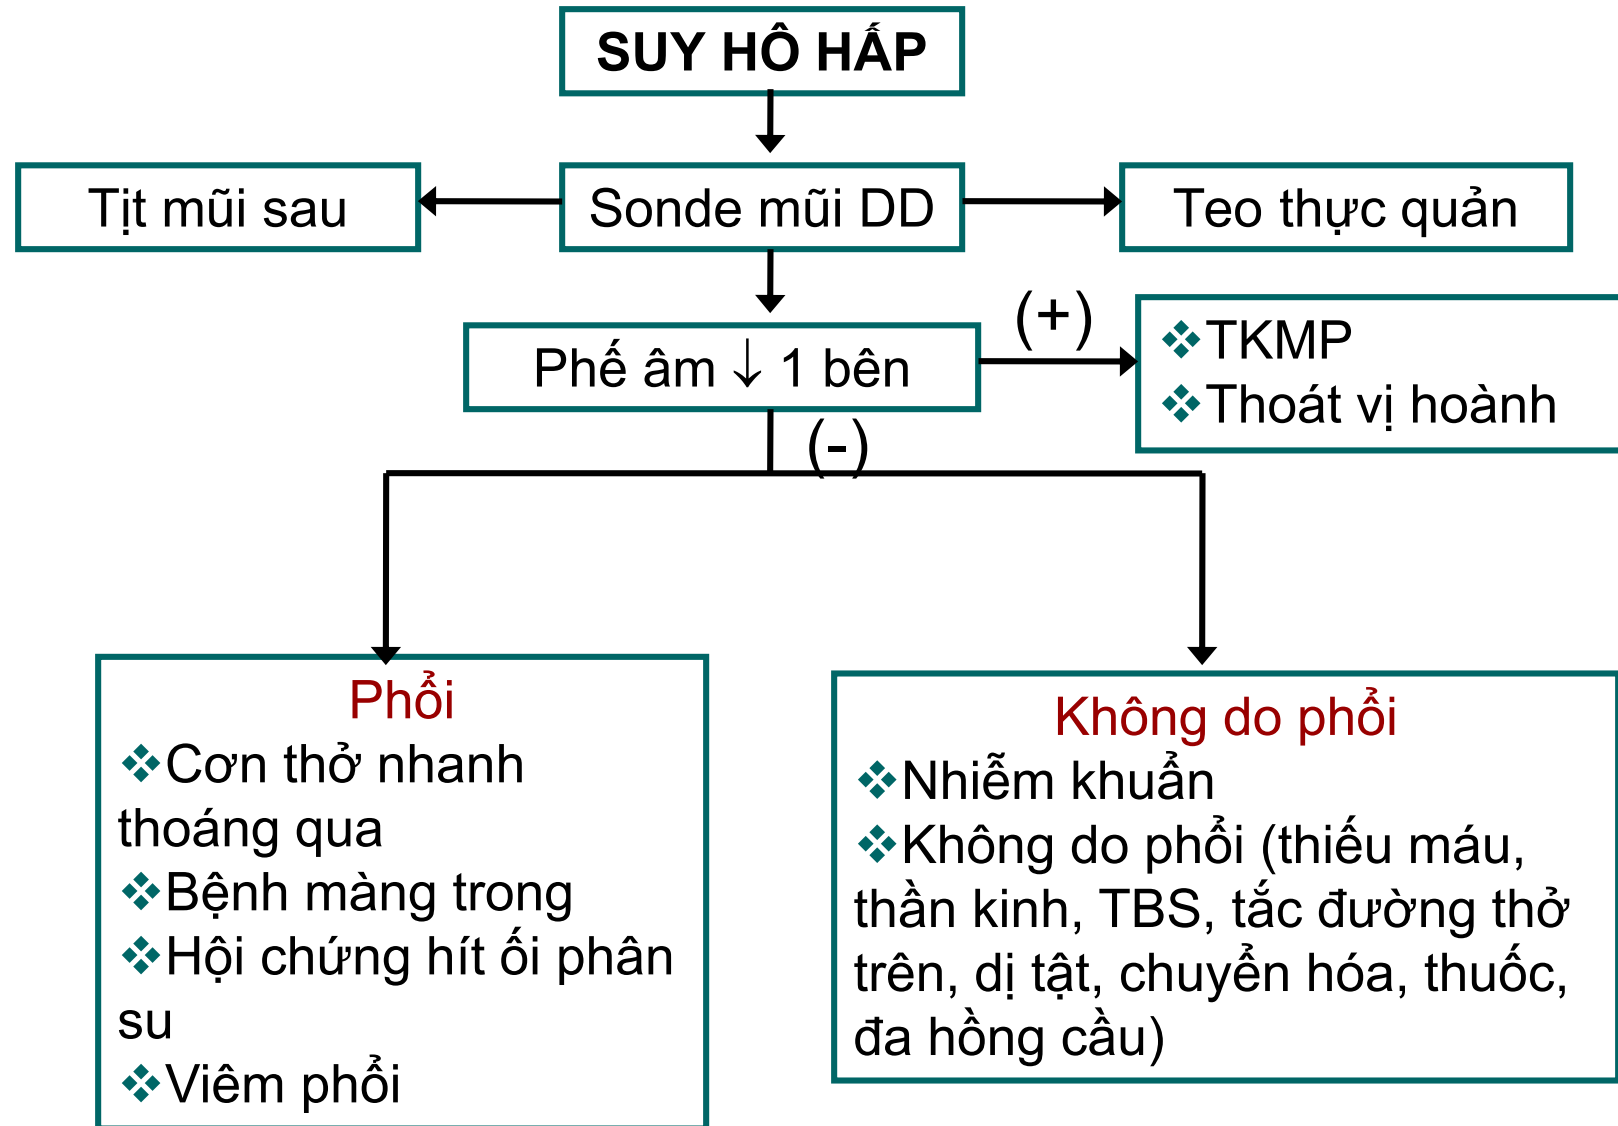 SUY HÔ HẤP
Tịt mũi sau
Sonde mũi DD
Teo thực quản
Phế âm ↓ 1 bên
(+)
❖TKMP
❖Thoát vị hoành
(-)
Phổi
❖Cơn thở nhanh
thoáng qua
❖Bệnh màng trong
❖Hội chứng hít ối phân
su
❖Viêm phổi
Không do phổi
❖Nhiễm khuẩn
❖Không do phổi (thiếu máu,
thần kinh, TBS, tắc đường thở
trên, dị tật, chuyển hóa, thuốc,
đa hồng cầu)